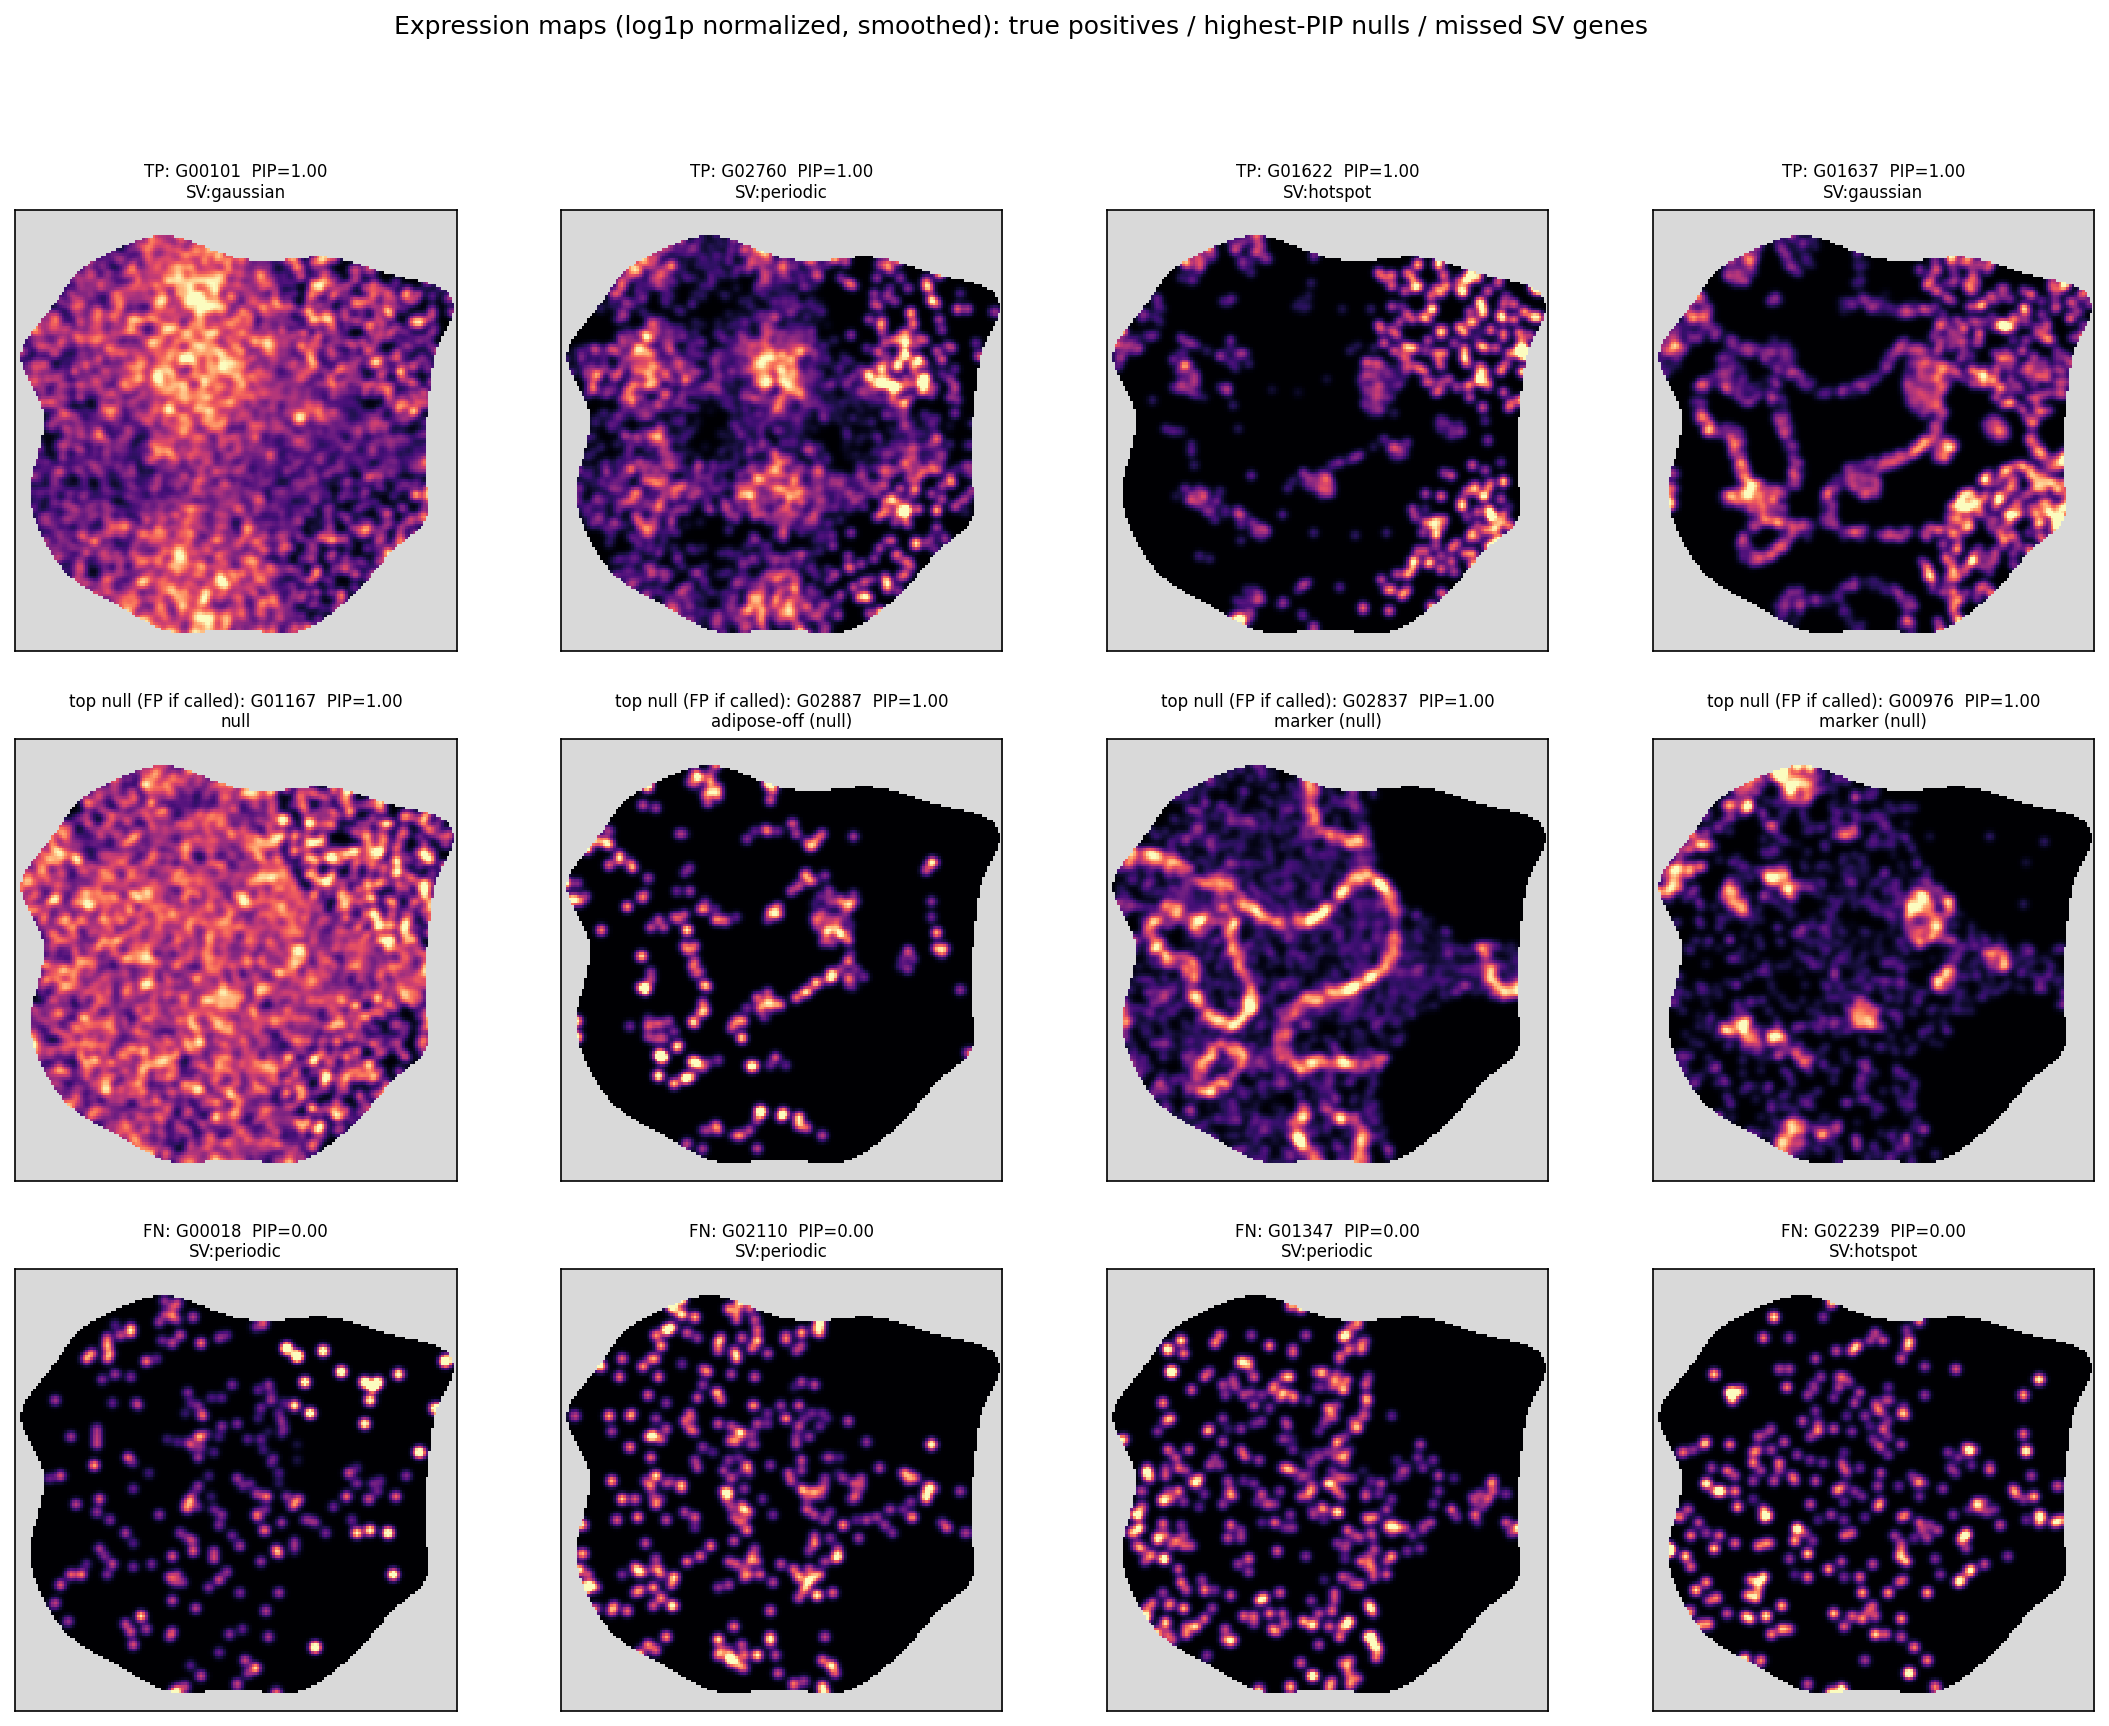 Expression maps (log1p normalized, smoothed): true positives / highest-PIP nulls / missed SV genes
TP: G00101  PIP=1.00
SV:gaussian
TP: G02760  PIP=1.00
SV:periodic
TP: G01622  PIP=1.00
SV:hotspot
TP: G01637  PIP=1.00
SV:gaussian
top null (FP if called): G01167  PIP=1.00
null
top null (FP if called): G02887  PIP=1.00
adipose-off (null)
top null (FP if called): G02837  PIP=1.00
marker (null)
top null (FP if called): G00976  PIP=1.00
marker (null)
FN: G00018  PIP=0.00
SV:periodic
FN: G02110  PIP=0.00
SV:periodic
FN: G01347  PIP=0.00
SV:periodic
FN: G02239  PIP=0.00
SV:hotspot